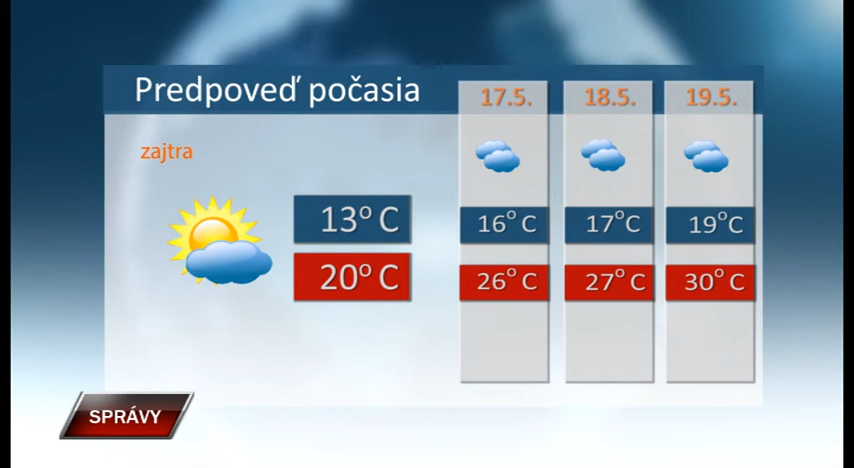 Predpoveď počasia
zajtra
13° C
20° C
17.5.
16° C
26° C
18.5.
17°C
27° C
19.5.
19°C
30° C
SPRÁVY